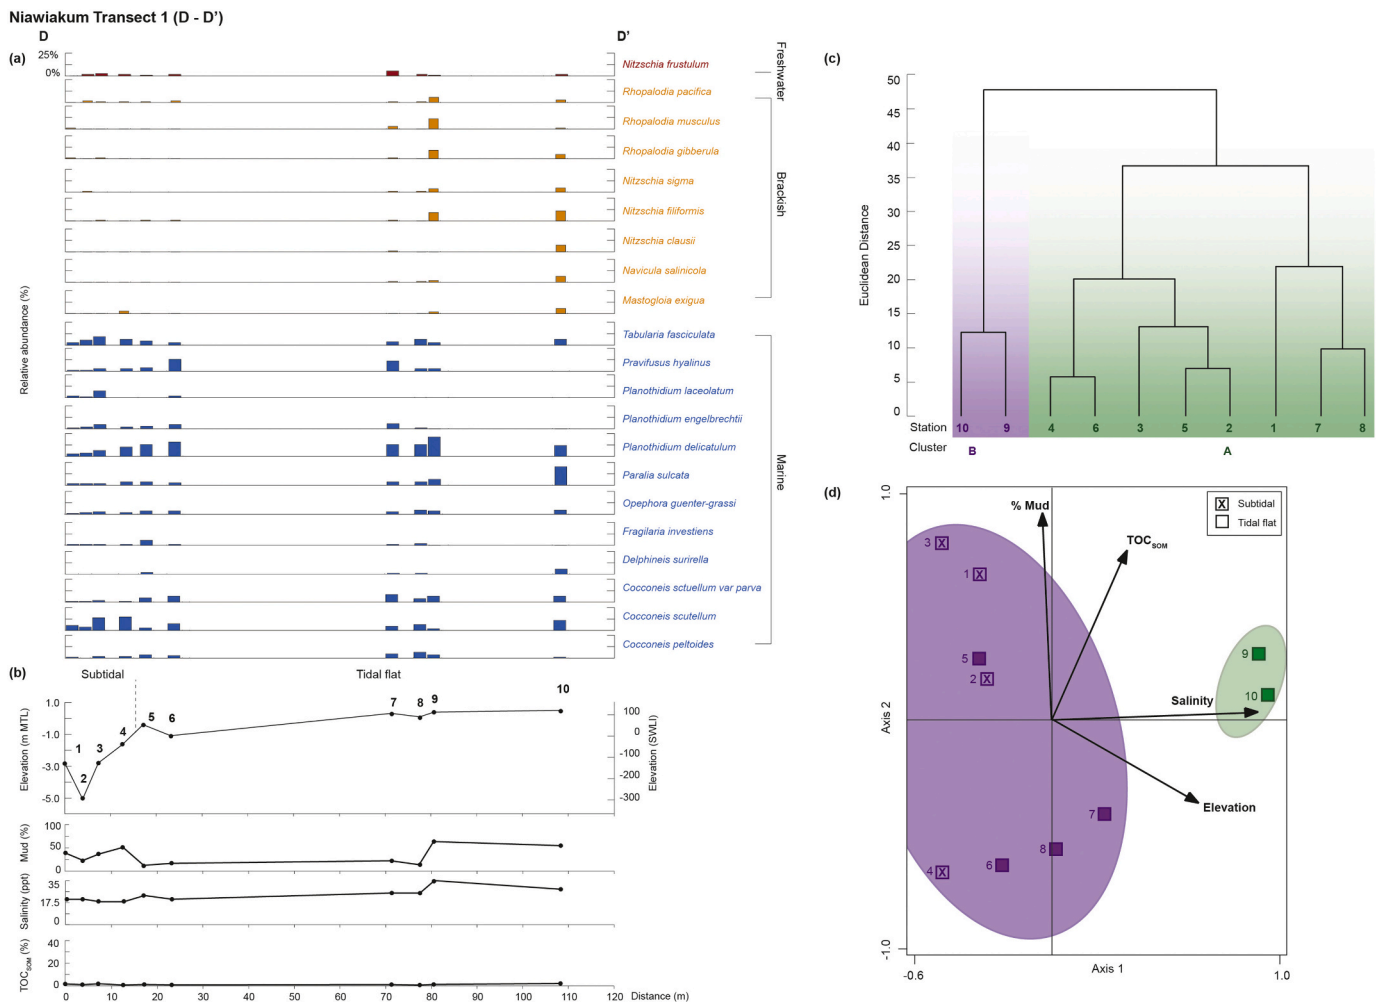 Niawiakum Transect 1 (D - D’)
D
D’
(a)
25%
0%
Relative abundance (%)
Nitzschia frustulum
Rhopalodia pacifica
Rhopalodia musculus
Rhopalodia gibberula
Nitzschia sigma
Nitzschia filiformis
Nitzschia clausii
Navicula salinicola
Mastogloia exigua
Tabularia fasciculata
Pravifusus hyalinus
Planothidium laceolatum
Planothidium engelbrechtii
Planothidium delicatulum
Paralia sulcata
Opephora guenter-grassi
Fragilaria investiens
Delphineis surirella
Cocconeis sctuellum var parva
Cocconeis scutellum
Cocconeis peltoides
Freshwater
Brackish
Marine
(b)
Subtidal
Tidal flat
Elevation (m MTL)
1.0
-1.0
-3.0
-5.0
1
2
3
4
5
6
7
8
9
10
100
0
-100
-200
-300
Elevation (SWLI)
Mud (%)
100
50
0
Salinity (ppt)
35
17.5
0
TOCSOM (%)
40
20
0
0 10 20 30 40 50 60 70 80 90 100 110 120
Distance (m)
(c)
Euclidean Distance
50
45
40
35
30
25
20
15
10
5
0
Station 10 9 4 6 3 5 2 1 7 8
Cluster B A
(d)
X Subtidal
Tidal flat
1.0
Axis 2
-1.0
% Mud
TOCSOM
Salinity
Elevation
3 X
1 X
5
2 X
9
10
7
8
6
4 X
-0.6
Axis 1
1.0